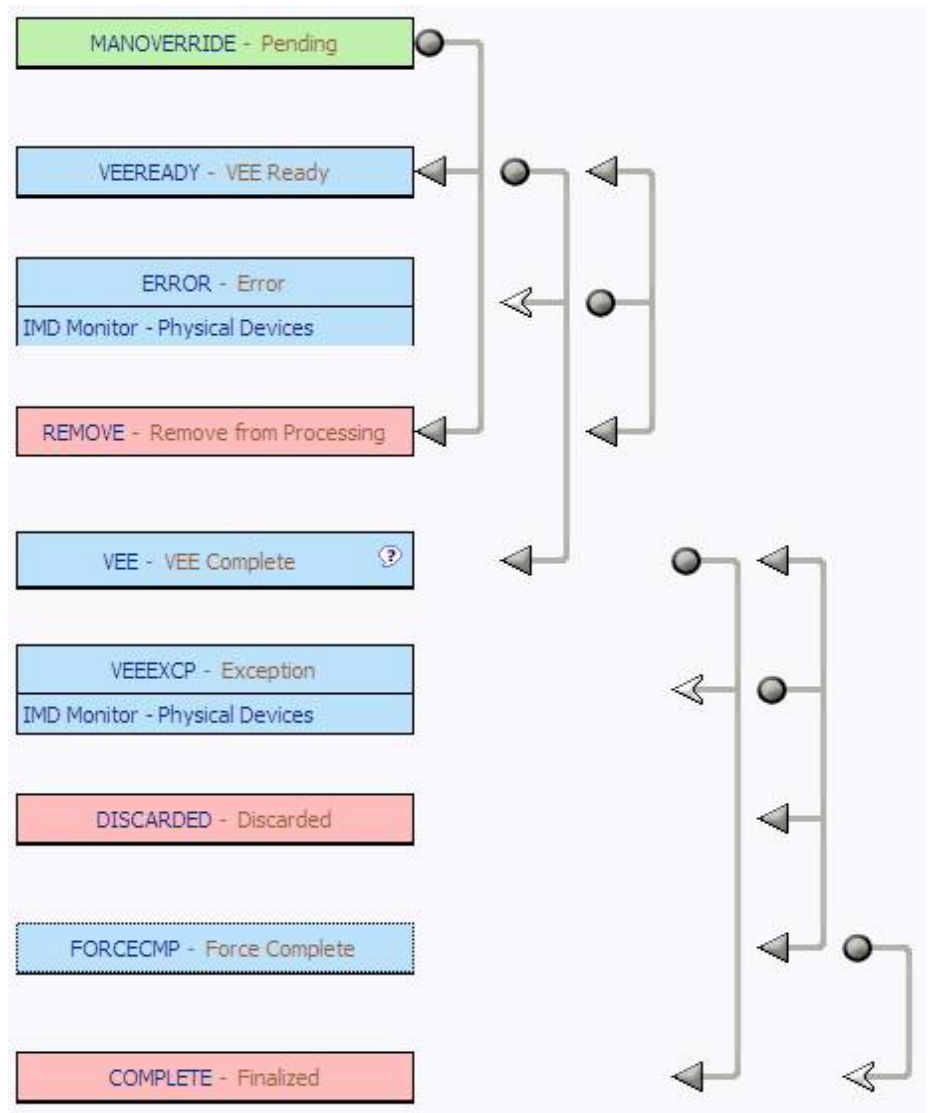 MANOVERRIDE - Pending
VEEREADY - VEE Ready
ERROR - Error
IMD Monitor - Physical Devices
REMOVE - Remove from Processing
VEE - VEE Complete ?
VEEEXCP - Exception
IMD Monitor - Physical Devices
DISCARDED - Discarded
FORCECMP - Force Complete
COMPLETE - Finalized